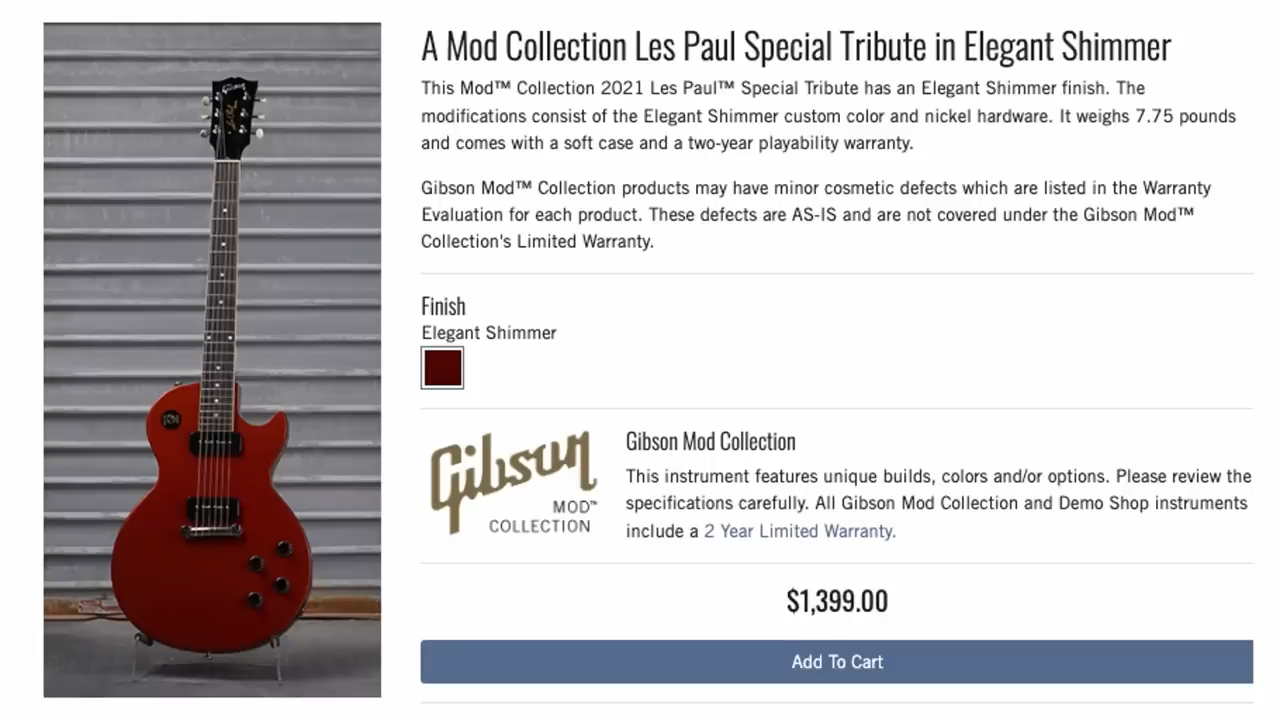 A Mod Collection Les Paul Special Tribute in Elegant Shimmer
This Mod™ Collection 2021 Les Paul™ Special Tribute has an Elegant Shimmer finish. The
modifications consist of the Elegant Shimmer custom color and nickel hardware. It weighs 7.75 pounds
and comes with a soft case and a two-year playability warranty.
Gibson Mod™ Collection products may have minor cosmetic defects which are listed in the Warranty
Evaluation for each product. These defects are AS-IS and are not covered under the Gibson Mod™
Collection's Limited Warranty.
Finish
Elegant Shimmer
Gibson
MOD™
COLLECTION
Gibson Mod Collection
This instrument features unique builds, colors and/or options. Please review the
specifications carefully. All Gibson Mod Collection and Demo Shop instruments
include a 2 Year Limited Warranty.
$1,399.00
Add To Cart
Gibson